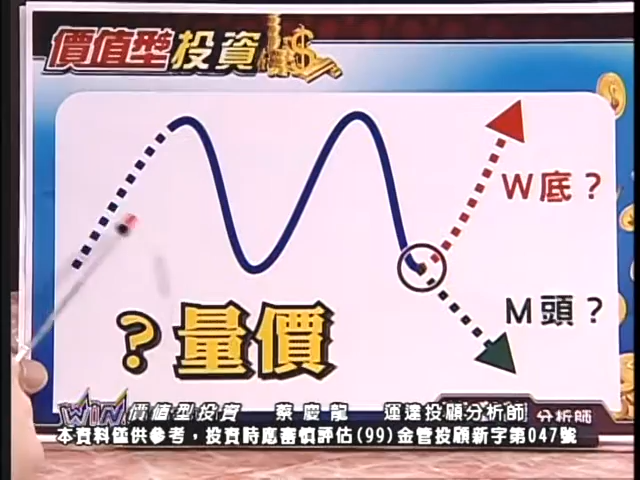 價值型投資
W底？
M頭？
？量價
WIN 價值型投資 蔡慶龍 運達投顧分析師 分析師
本資料僅供參考，投資時應審慎評估(99)金管投顧新字第047號